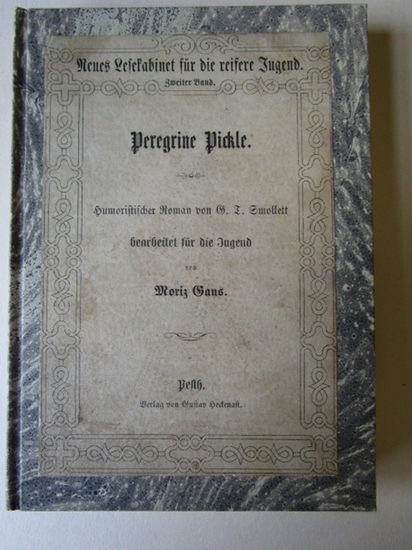 Neues Lesekabinet für die reifere Jugend.
Zweiter Band.
Peregrine Pickle.
Humoristischer Roman von G. T. Smollett
bearbeitet für die Jugend
von
Moriz Gans.
Pesth.
Verlag von Gustav Heckenast.